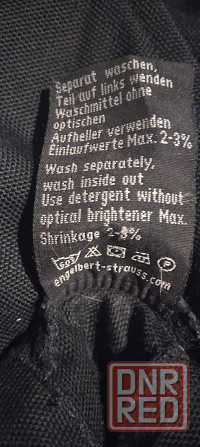 Separat waschen,
Teil auf links wenden
Waschmittel ohne
optischen
Aufheller verwenden
Einlaufwerte Max. 2-3%
Wash separately,
wash inside out
Use detergent without
optical brightener Max.
Shrinkage 2-3%
engelbert-strauss.com
DNR
RED